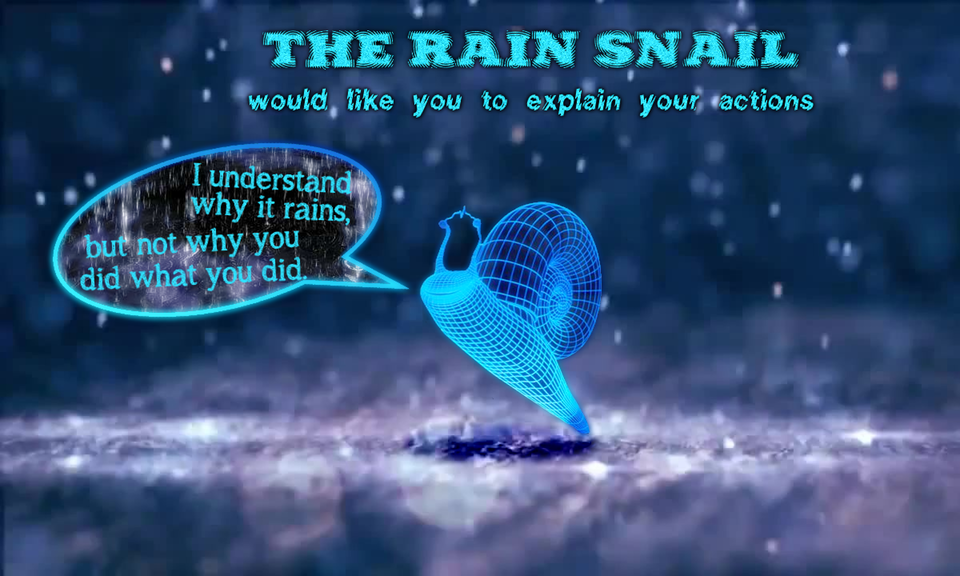 THE RAIN SNAIL
would like you to explain your actions
I understand
why it rains,
but not why you
did what you did.